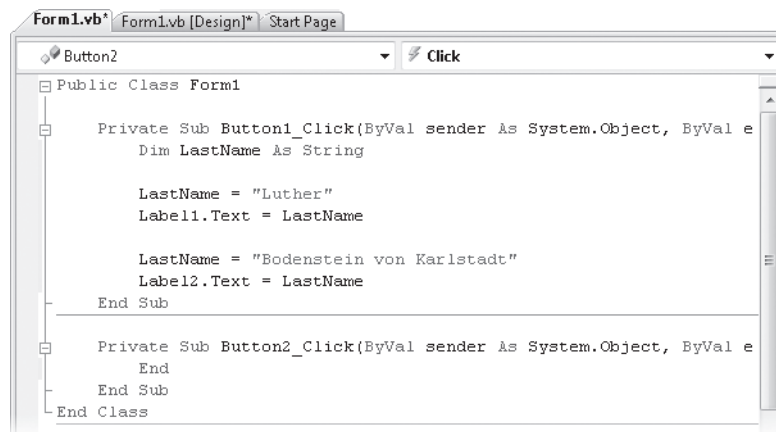 Form1.vb* Form1.vb [Design]* Start Page
Button2 Click
Public Class Form1
Private Sub Button1_Click(ByVal sender As System.Object, ByVal e
Dim LastName As String
LastName = "Luther"
Label1.Text = LastName
LastName = "Bodenstein von Karlstadt"
Label2.Text = LastName
End Sub
Private Sub Button2_Click(ByVal sender As System.Object, ByVal e
End
End Sub
End Class